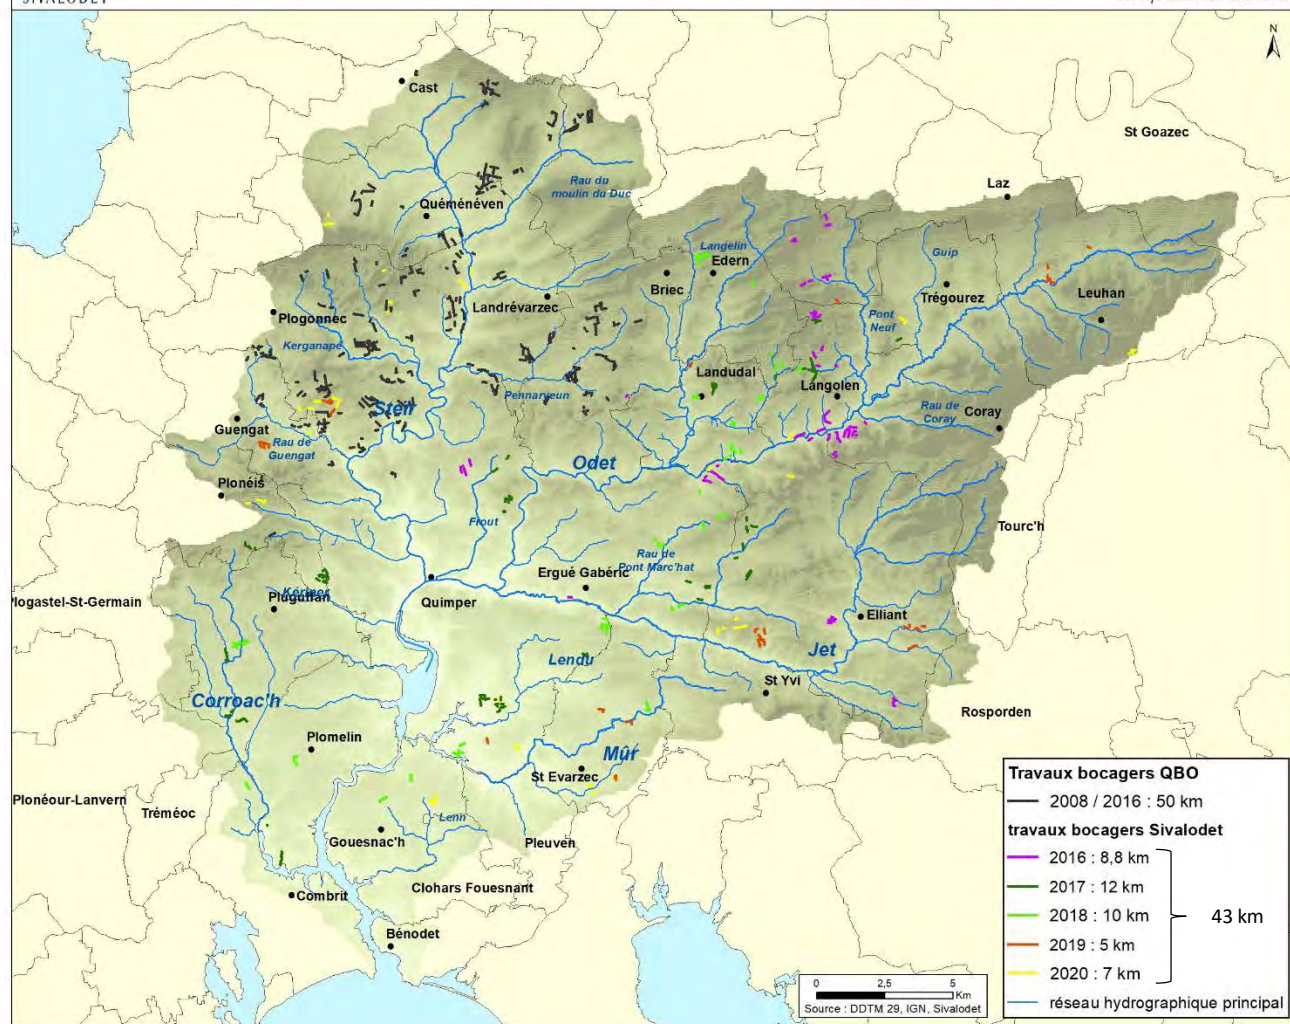 SIVALODET
N
Cast
St Goazec
Rau du
moulin du Duc
Laz
Quéménéven
Langelin
Edern
Guip
Briec
Trégourez
Leuhan
Landrévarzec
Plogonnec
Pont
Neuf
Kerganapé
Landudal
Langolen
Pennarveun
Steïr
Rau de
Coray
Coray
Guengat
Rau de
Guengat
Odet
Plonéis
Frout
Tourc'h
Rau de
Pont Marc'hat
Ergué Gabéric
Quimper
Plogastel-St-Germain
Pluguffan
Elliant
Jet
Lendu
St Yvi
Corroac'h
Rosporden
Plomelin
Mûr
St Evarzec
Plonéour-Lanvern
Tréméoc
Lenn
Gouesnac'h
Pleuven
Clohars Fouesnant
Combrit
Bénodet
Travaux bocagers QBO
2008 / 2016 : 50 km
travaux bocagers Sivalodet
2016 : 8,8 km
2017 : 12 km
2018 : 10 km
43 km
2019 : 5 km
2020 : 7 km
réseau hydrographique principal
0 2,5 5
Km
Source : DDTM 29, IGN, Sivalodet